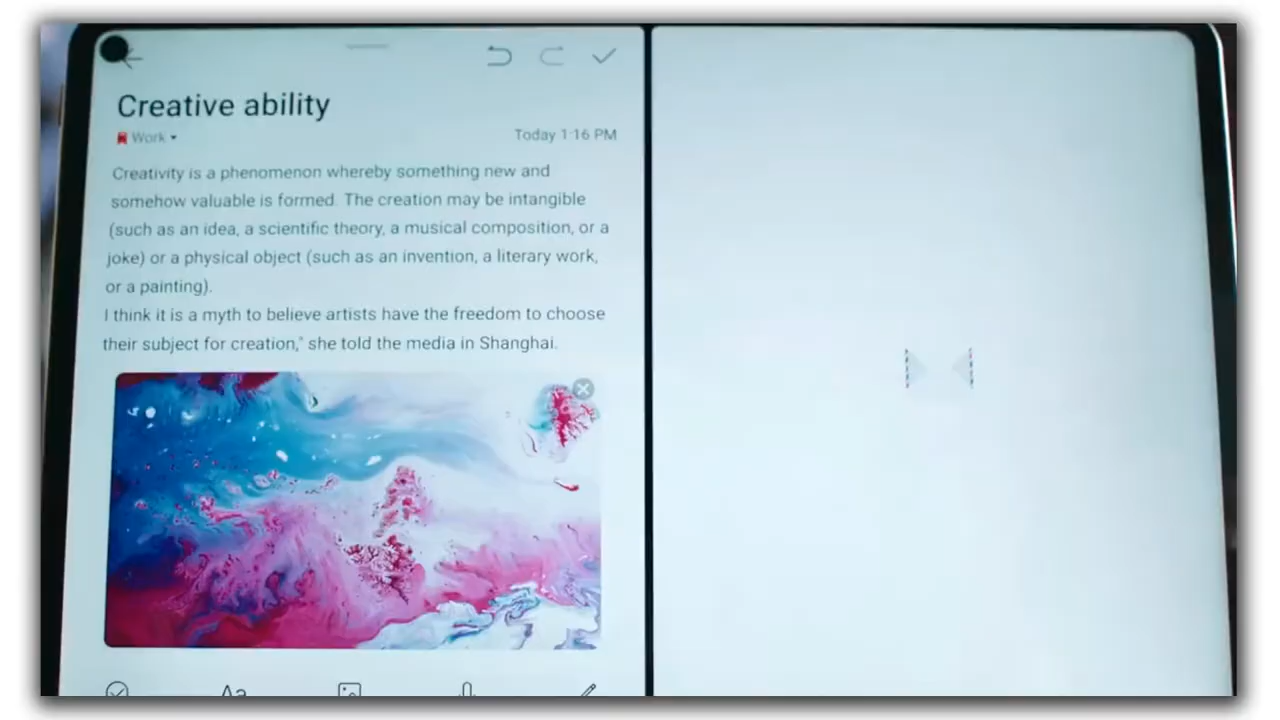 Creative ability
Work
Today 1:16 PM
Creativity is a phenomenon whereby something new and
somehow valuable is formed. The creation may be intangible
(such as an idea, a scientific theory, a musical composition, or a
joke) or a physical object (such as an invention, a literary work,
or a painting).
I think it is a myth to believe artists have the freedom to choose
their subject for creation," she told the media in Shanghai.
Aa